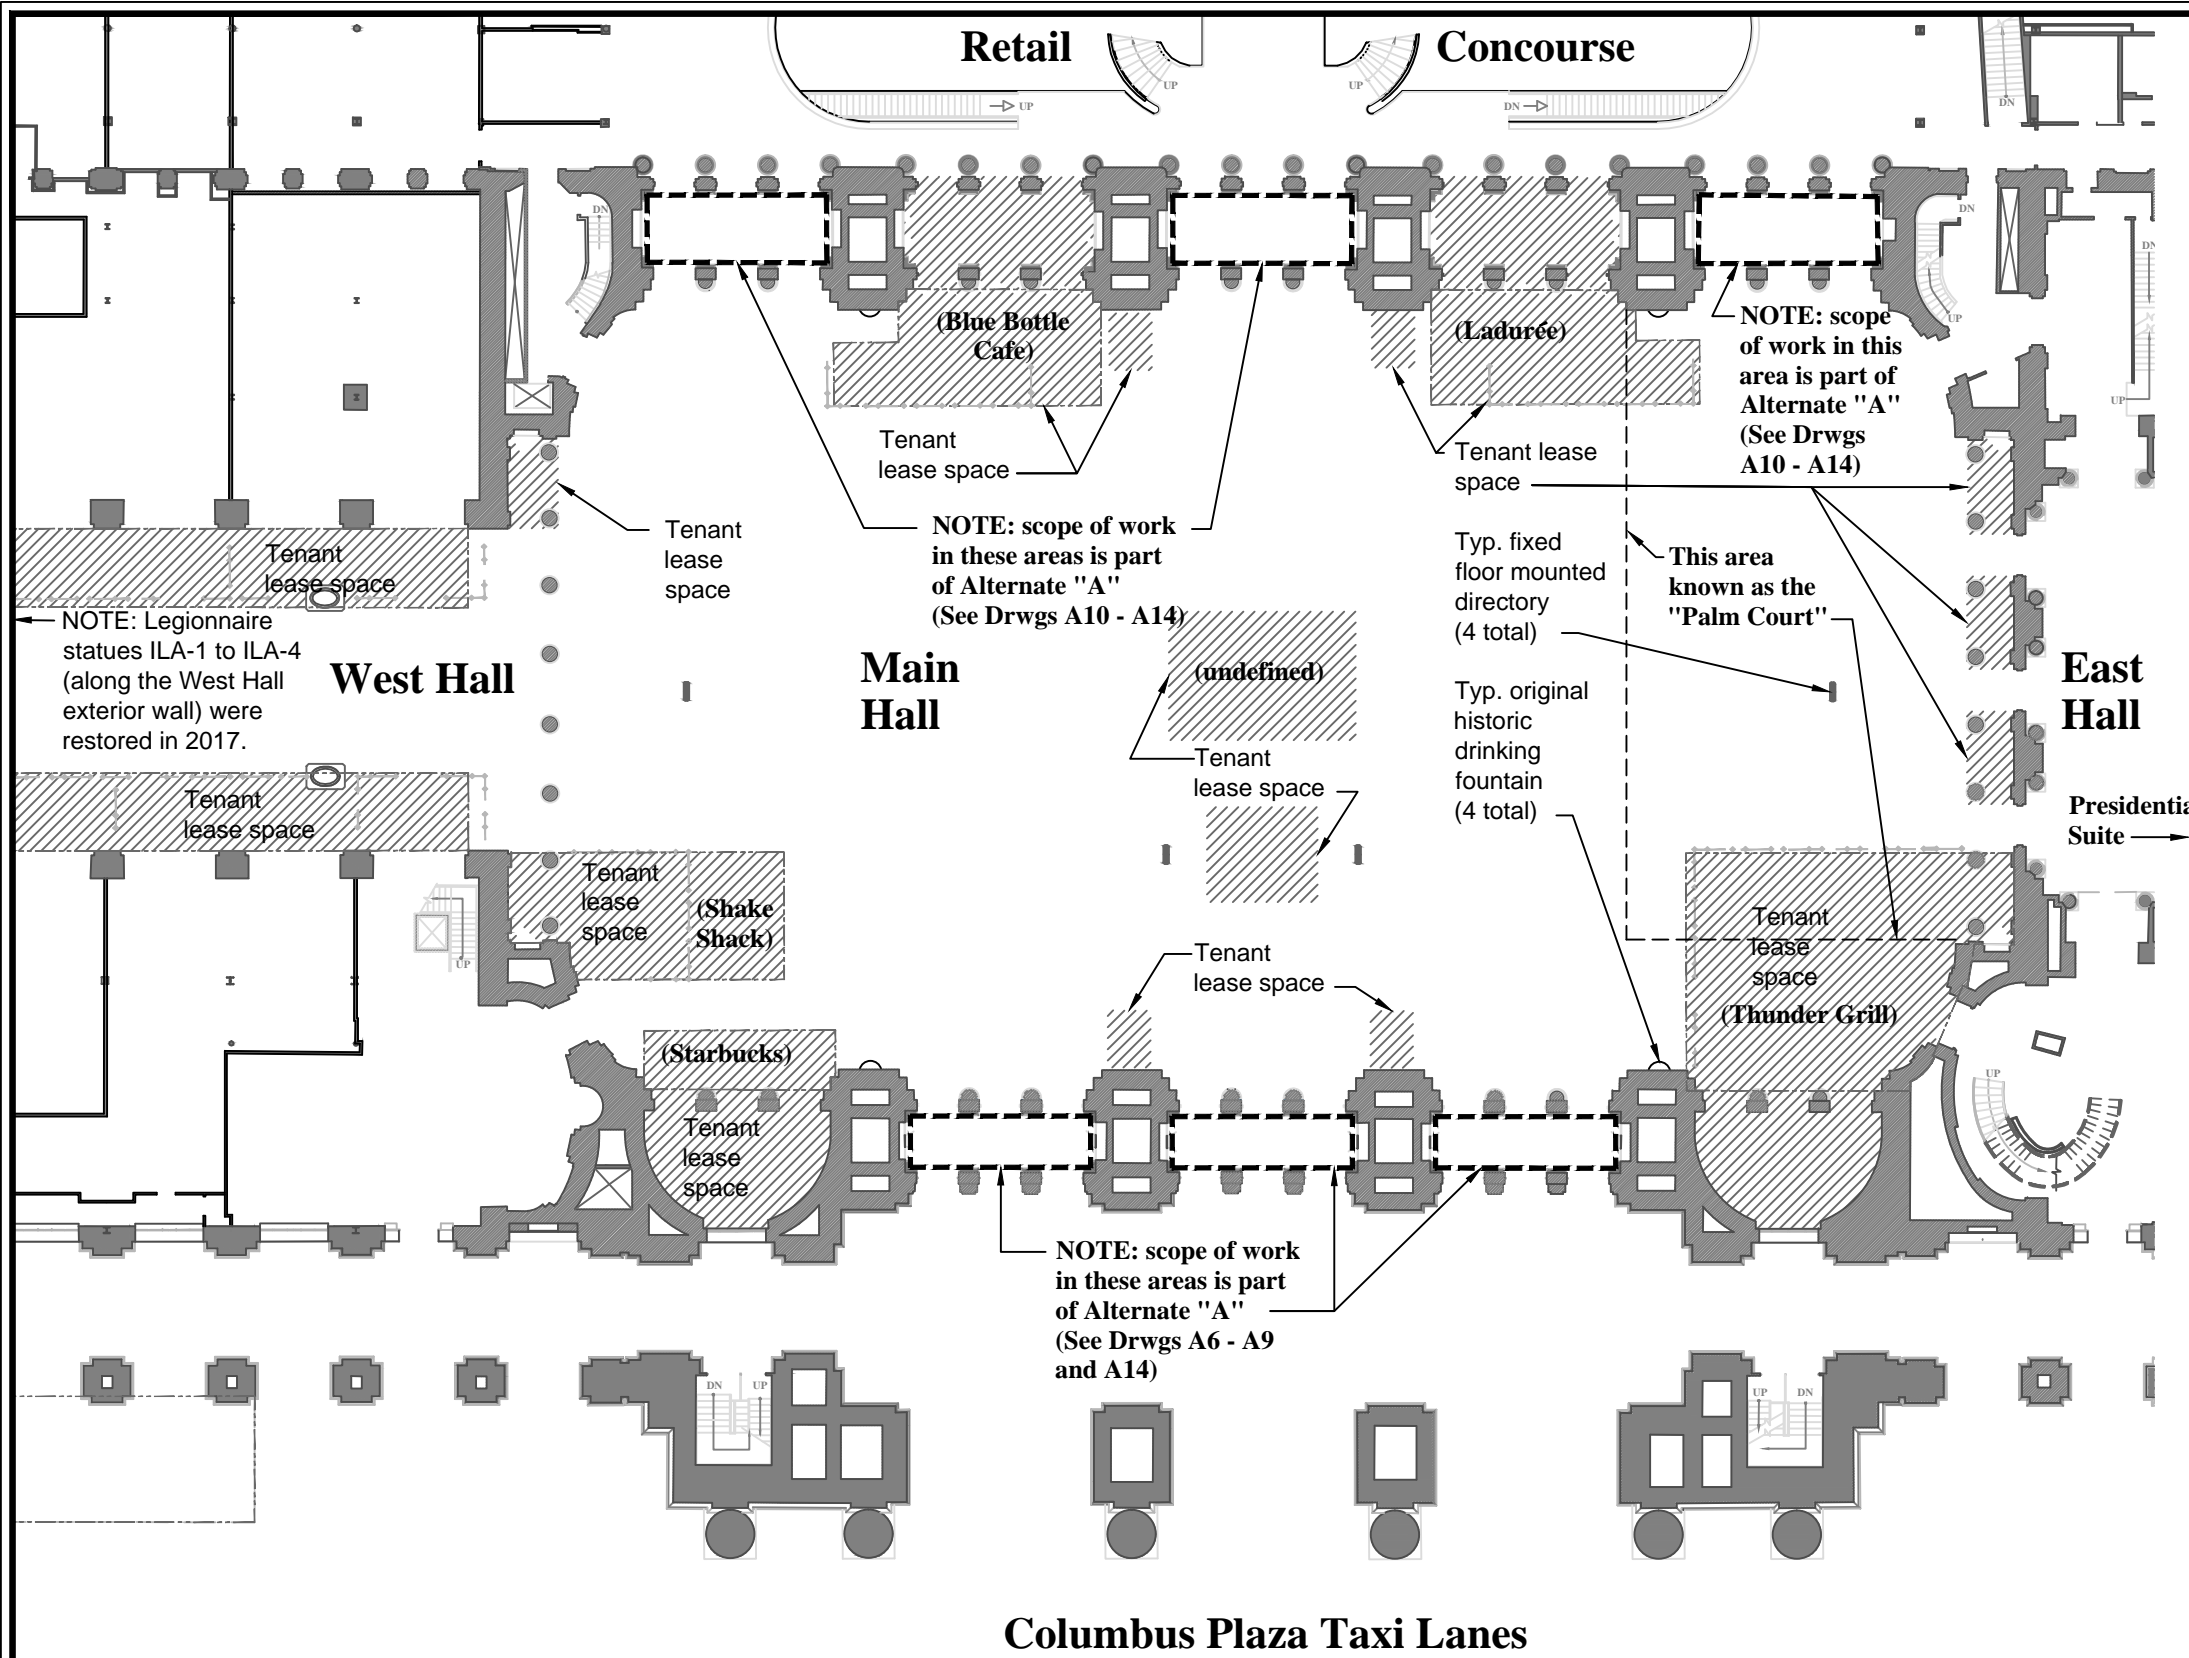 Retail
Concourse
UP
UP
UP
DN
DN
DN
DN
DN
UP
UP
(Blue Bottle
Cafe)
(Ladurée)
NOTE: scope
of work in this
area is part of
Alternate "A"
(See Drwgs
A10 - A14)
Tenant
lease space
Tenant lease
space
Tenant
lease
space
NOTE: scope of work
in these areas is part
of Alternate "A"
(See Drwgs A10 - A14)
Typ. fixed
floor mounted
directory
(4 total)
This area
known as the
"Palm Court"
Tenant
lease space
NOTE: Legionnaire
statues ILA-1 to ILA-4
(along the West Hall
exterior wall) were
restored in 2017.
West Hall
Main
Hall
(undefined)
East
Hall
Typ. original
historic
drinking
fountain
(4 total)
Tenant
lease space
Tenant
lease space
Presidentia
Suite
Tenant
lease
space
(Shake
Shack)
UP
Tenant
lease space
Tenant
lease
space
(Thunder Grill)
(Starbucks)
UP
Tenant
lease
space
NOTE: scope of work
in these areas is part
of Alternate "A"
(See Drwgs A6 - A9
and A14)
DN
UP
UP
DN
Columbus Plaza Taxi Lanes